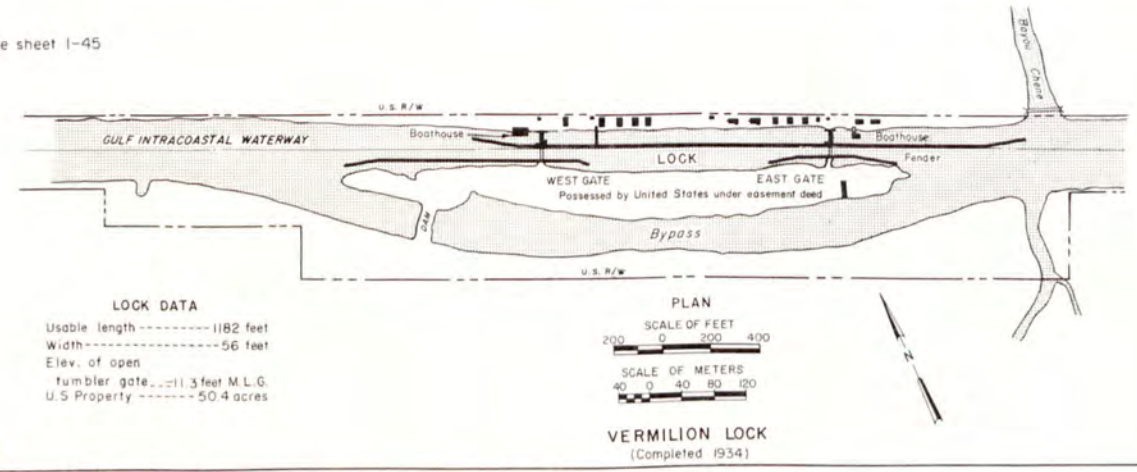 e sheet 1-45
Bayou Chene
U.S. R/W
GULF INTRACOASTAL WATERWAY
Boathouse
Boathouse
LOCK
Fender
WEST GATE
EAST GATE
Possessed by United States under easement deed
DAM
Bypass
U.S. R/W
LOCK DATA
Usable length ---------- 1182 feet
Width ------------------- 56 feet
Elev. of open
tumbler gate ---- -11.3 feet M.L.G.
U.S Property ------- 50.4 acres
PLAN
SCALE OF FEET
200 0 200 400
SCALE OF METERS
40 0 40 80 120
N
VERMILION LOCK
(Completed 1934)